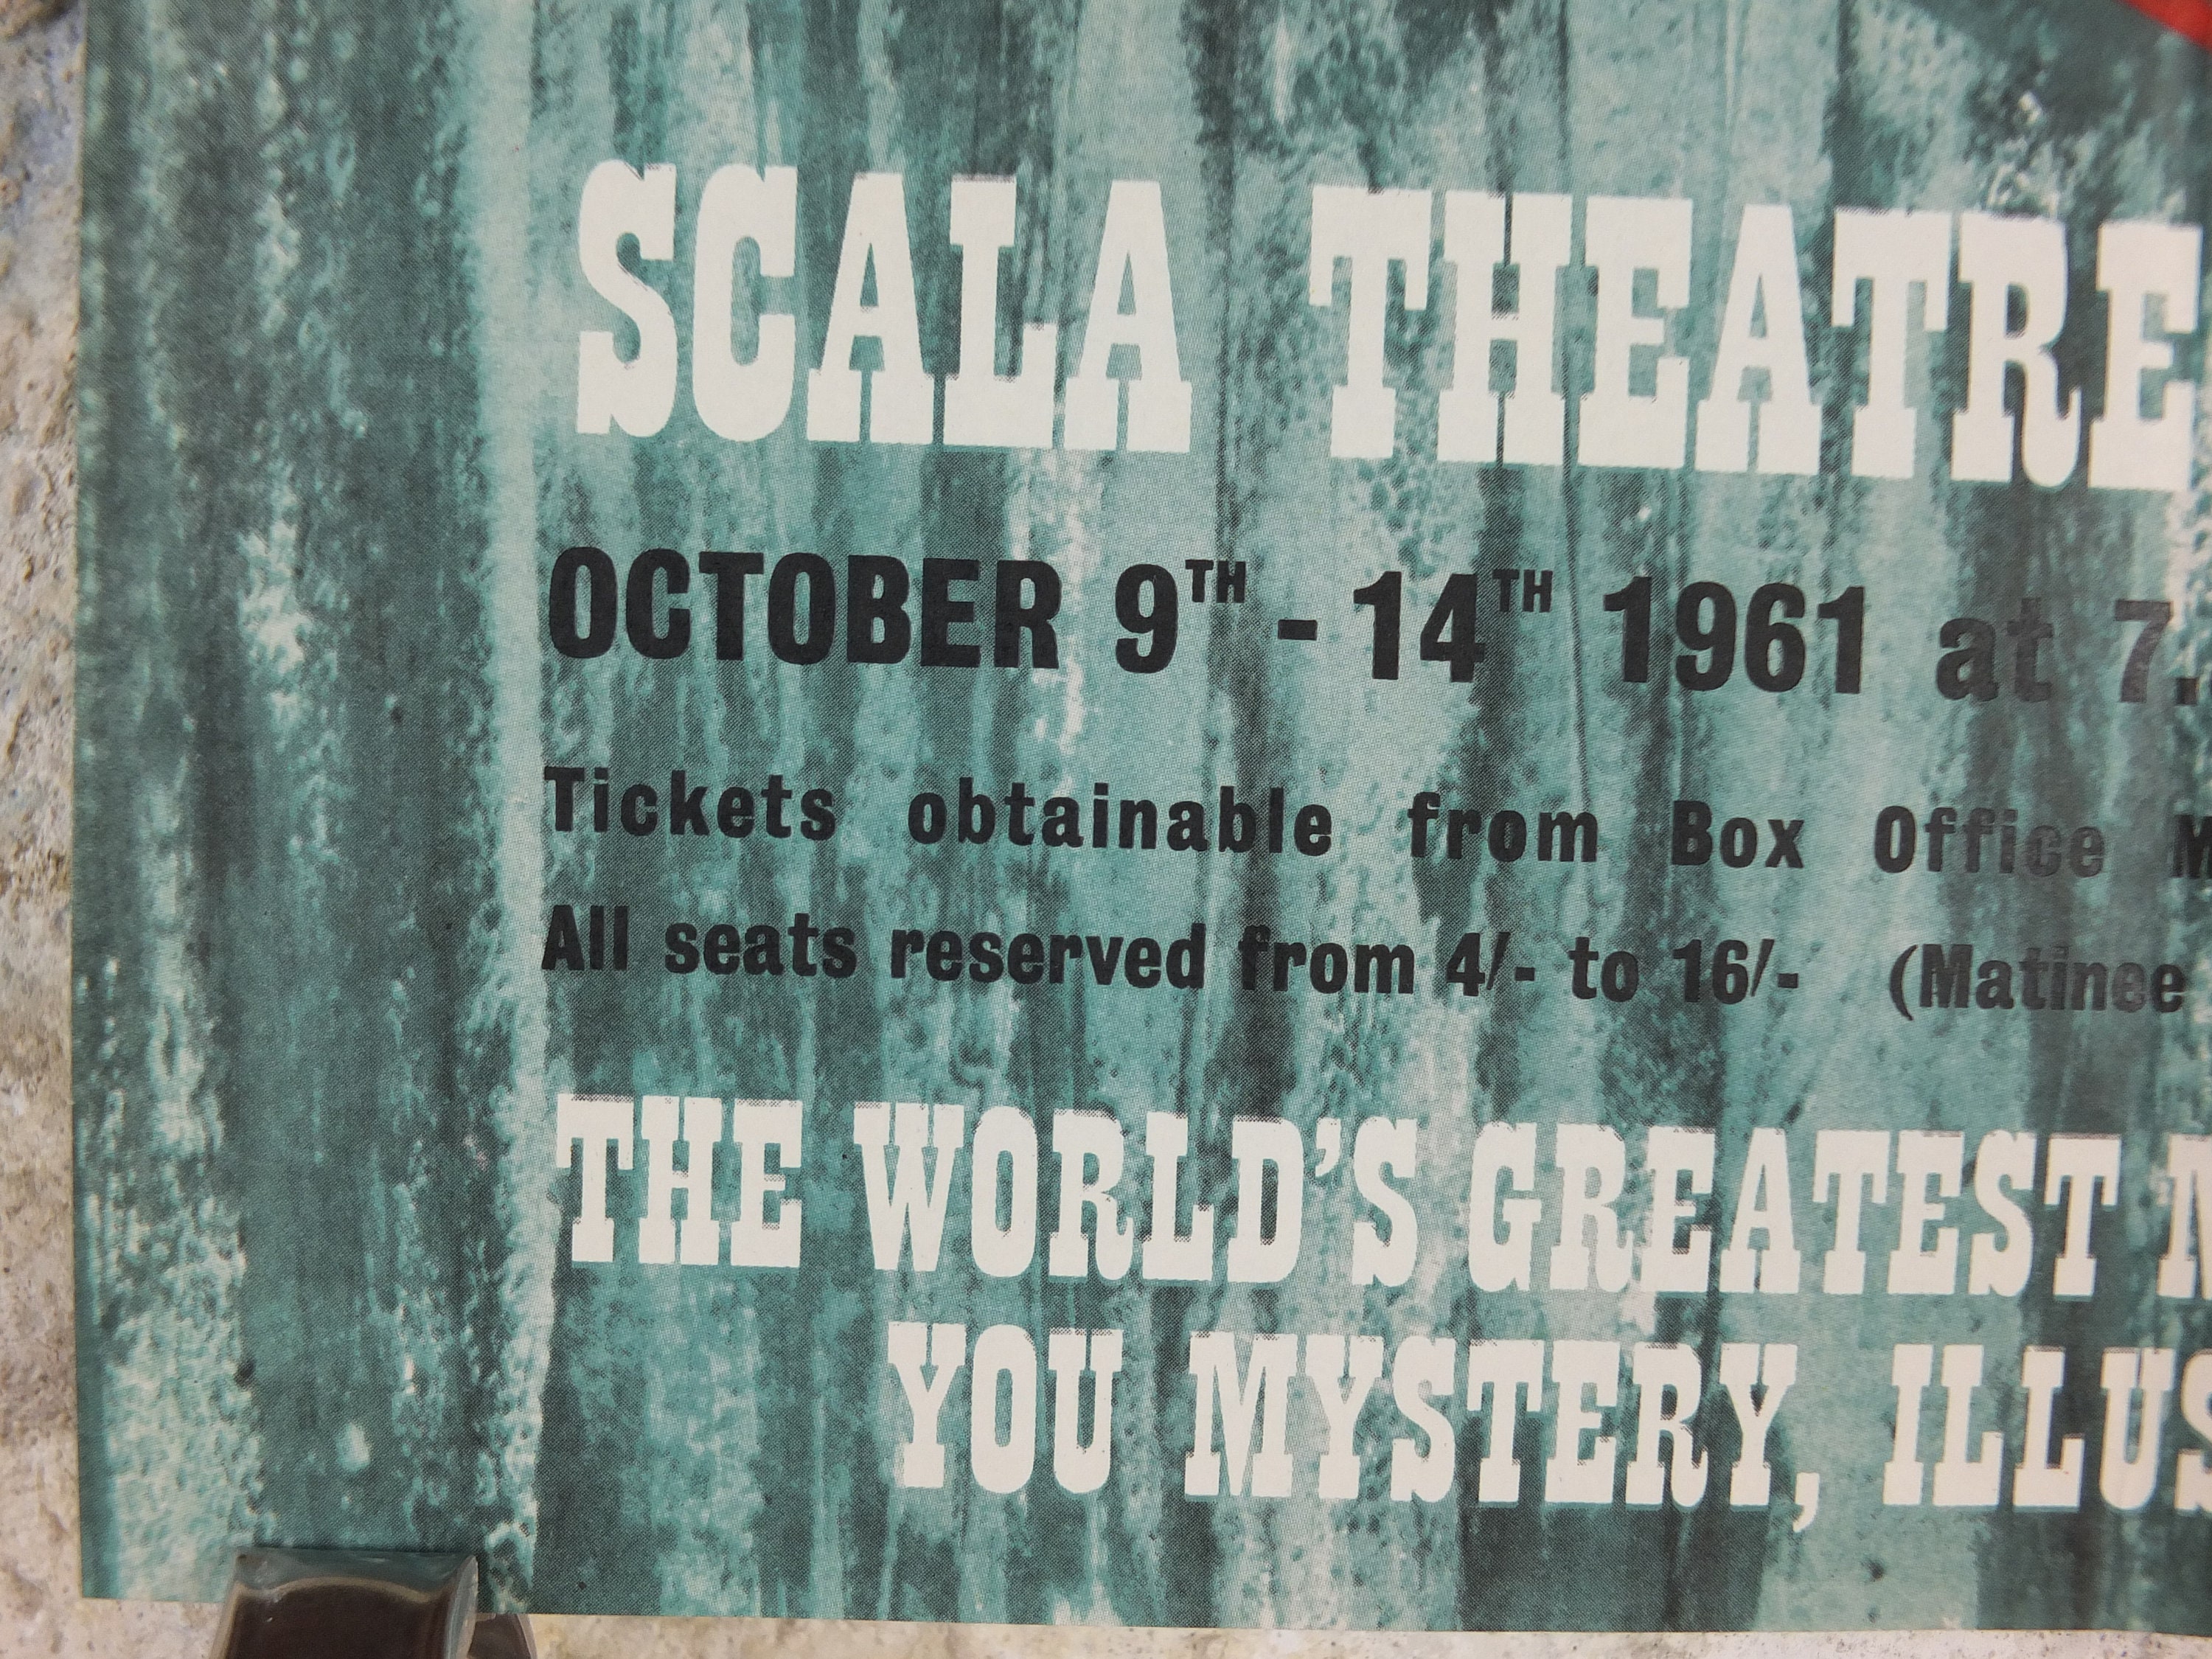 SCALA THEATRE
OCTOBER 9TH - 14TH 1961 at 7.
Tickets obtainable from Box Office
All seats reserved from 4/- to 16/- (Matinee
THE WORLD'S GREATEST
YOU MYSTERY,